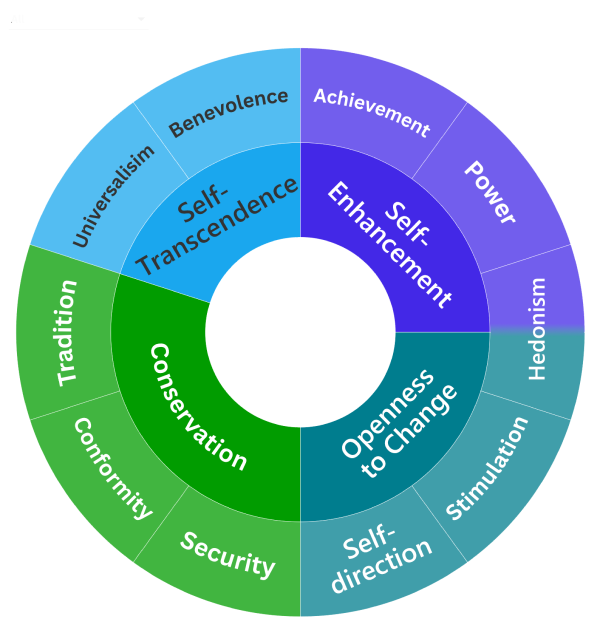 Achievement
Power
Hedonism
Stimulation
Self-
direction
Security
Conformity
Tradition
Universalisim
Benevolence
Self-
Enhancement
Openness
to Change
Conservation
Self-
Transcendence